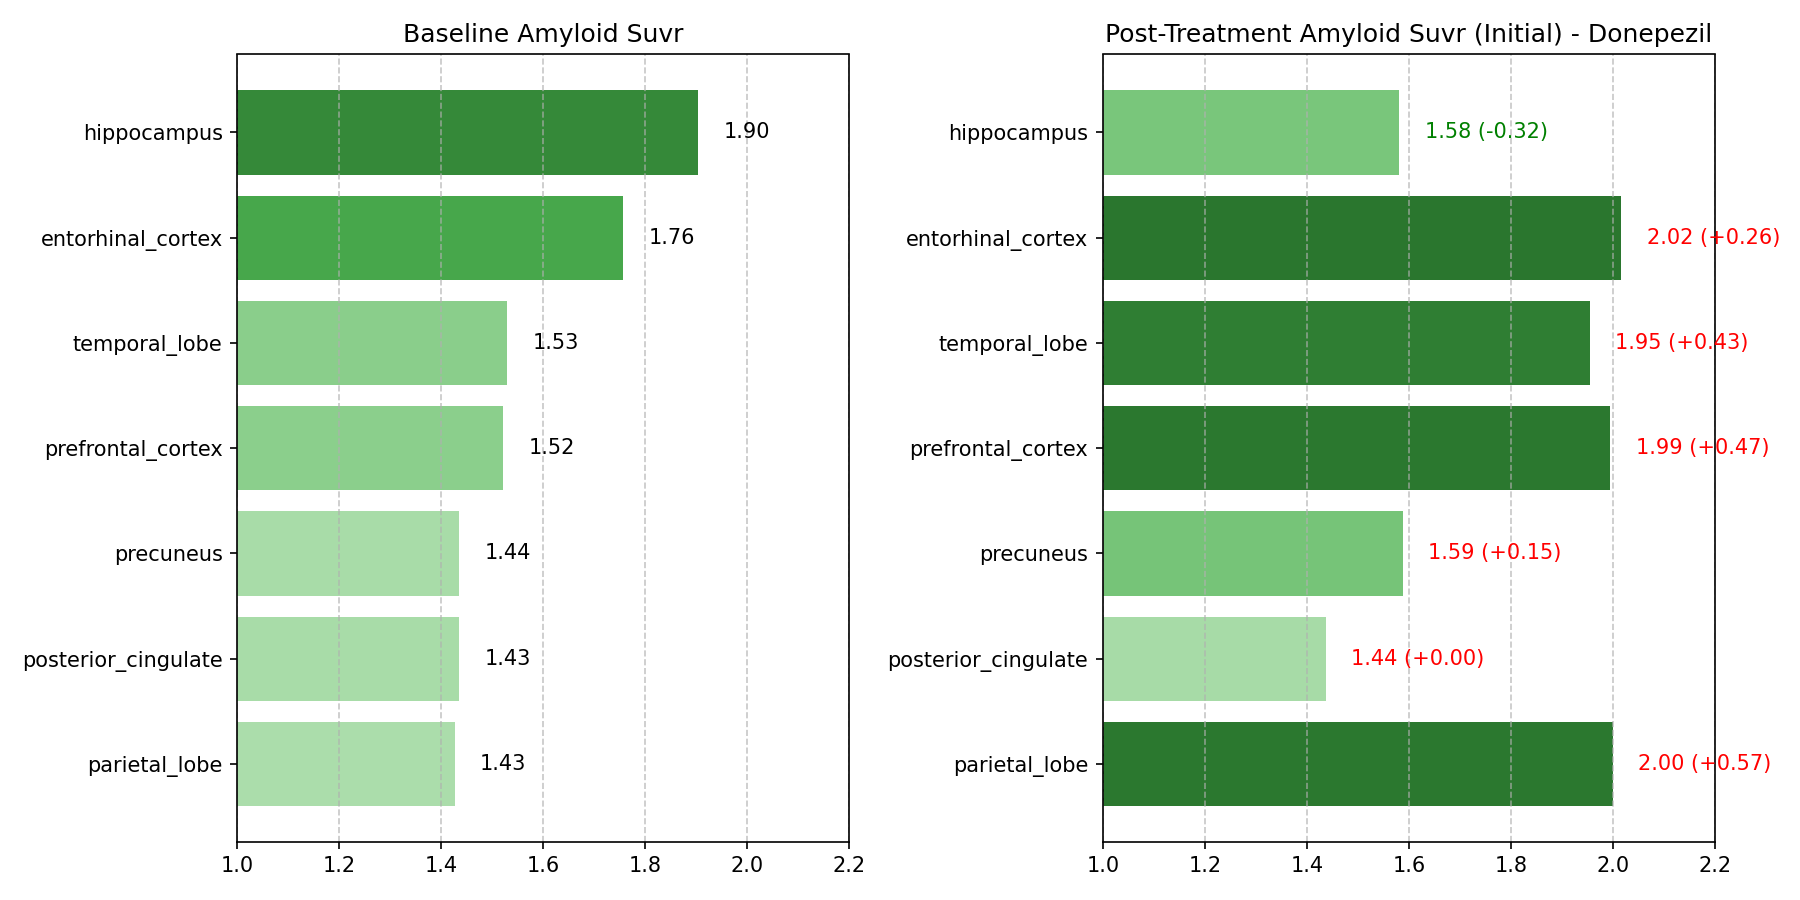 Baseline Amyloid Suvr
hippocampus
1.90
entorhinal_cortex
1.76
temporal_lobe
1.53
prefrontal_cortex
1.52
precuneus
1.44
posterior_cingulate
1.43
parietal_lobe
1.43
1.0 1.2 1.4 1.6 1.8 2.0 2.2
Post-Treatment Amyloid Suvr (Initial) - Donepezil
hippocampus
1.58 (-0.32)
entorhinal_cortex
2.02 (+0.26)
temporal_lobe
1.95 (+0.43)
prefrontal_cortex
1.99 (+0.47)
precuneus
1.59 (+0.15)
posterior_cingulate
1.44 (+0.00)
parietal_lobe
2.00 (+0.57)
1.0 1.2 1.4 1.6 1.8 2.0 2.2